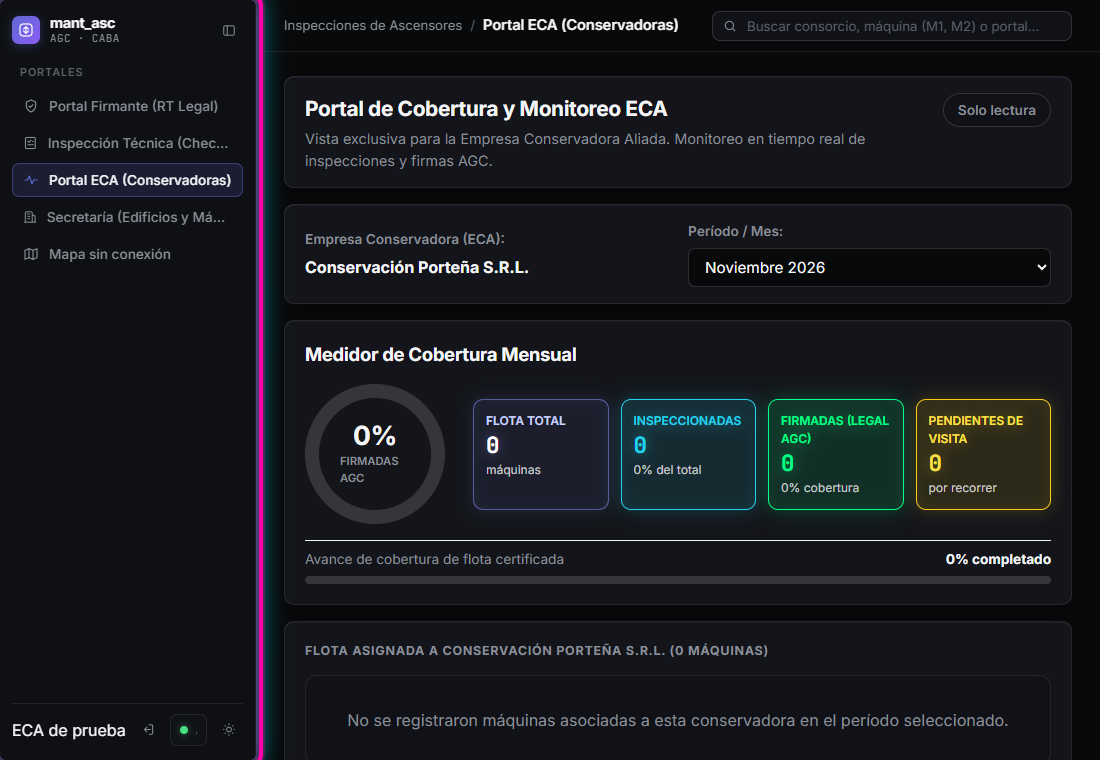 mant_asc
AGC · CABA
PORTALES
Portal Firmante (RT Legal)
Inspección Técnica (Chec...
Portal ECA (Conservadoras)
Secretaría (Edificios y Má...
Mapa sin conexión
ECA de prueba
Inspecciones de Ascensores / Portal ECA (Conservadoras)
Buscar consorcio, máquina (M1, M2) o portal...
Portal de Cobertura y Monitoreo ECA
Solo lectura
Vista exclusiva para la Empresa Conservadora Aliada. Monitoreo en tiempo real de
inspecciones y firmas AGC.
Empresa Conservadora (ECA):
Conservación Porteña S.R.L.
Período / Mes:
Noviembre 2026
Medidor de Cobertura Mensual
0%
FIRMADAS
AGC
FLOTA TOTAL
0
máquinas
INSPECCIONADAS
0
0% del total
FIRMADAS (LEGAL
AGC)
0
0% cobertura
PENDIENTES DE
VISITA
0
por recorrer
Avance de cobertura de flota certificada
0% completado
FLOTA ASIGNADA A CONSERVACIÓN PORTEÑA S.R.L. (0 MÁQUINAS)
No se registraron máquinas asociadas a esta conservadora en el período seleccionado.